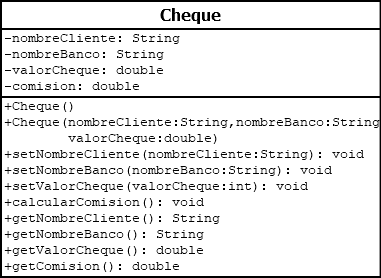 Cheque
-nombreCliente: String
-nombreBanco: String
-valorCheque: double
-comision: double
+Cheque()
+Cheque(nombreCliente:String,nombreBanco:String
valorCheque:double)
+setNombreCliente(nombreCliente:String): void
+setNombreBanco(nombreBanco:String): void
+setValorCheque(valorCheque:int): void
+calcularComision(): void
+getNombreCliente(): String
+getNombreBanco(): String
+getValorCheque(): double
+getComision(): double